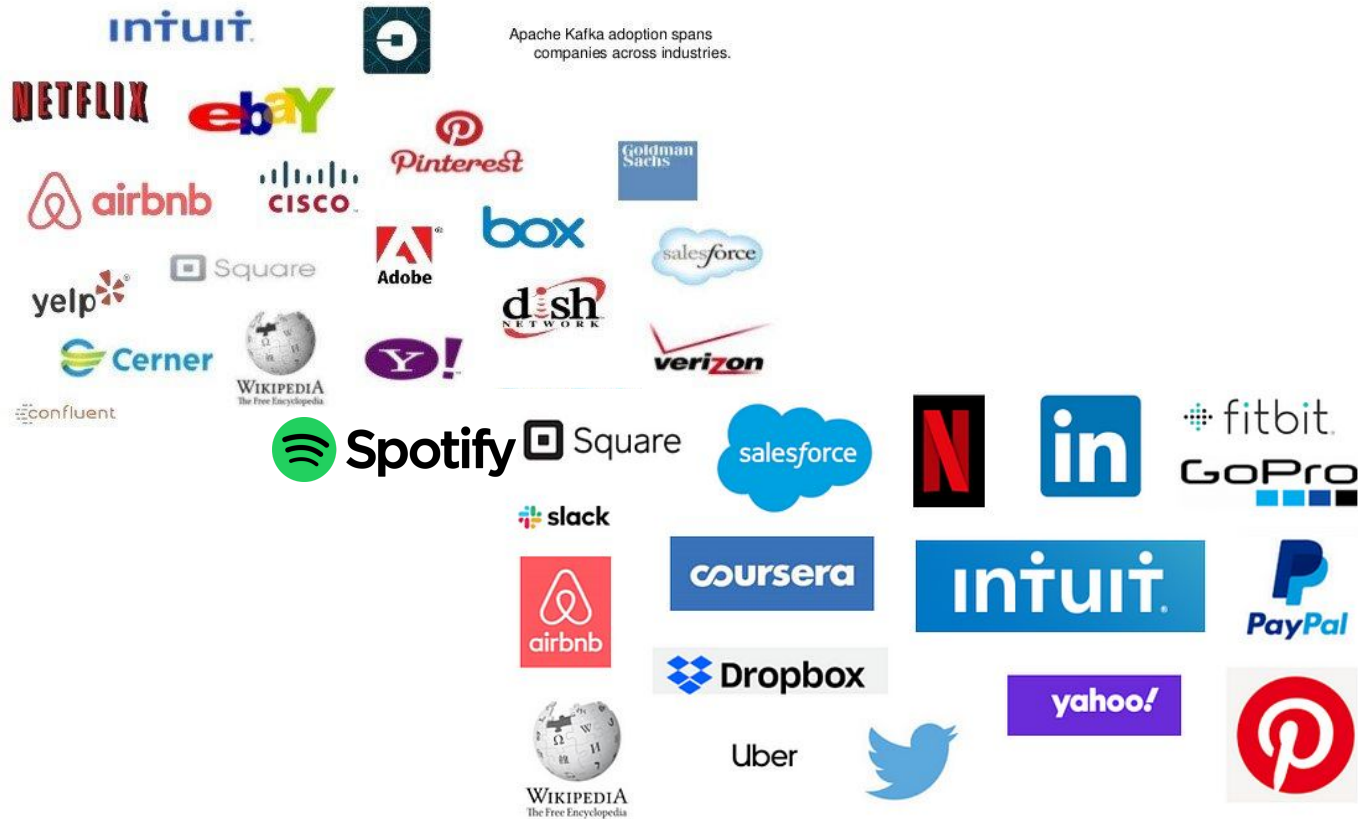 intuit.
Apache Kafka adoption spans
companies across industries.
NETFLIX
ebay
Pinterest
Goldman
Sachs
airbnb
CISCO
box
Adobe
salesforce
Square
yelp
dish
NETWORK
Cerner
WIKIPEDIA
The Free Encyclopedia
Y!
verizon
confluent
Spotify
Square
salesforce
N
in
fitbit.
GoPro
slack
airbnb
coursera
intuit.
PayPal
Dropbox
yahoo!
WIKIPEDIA
The Free Encyclopedia
Uber